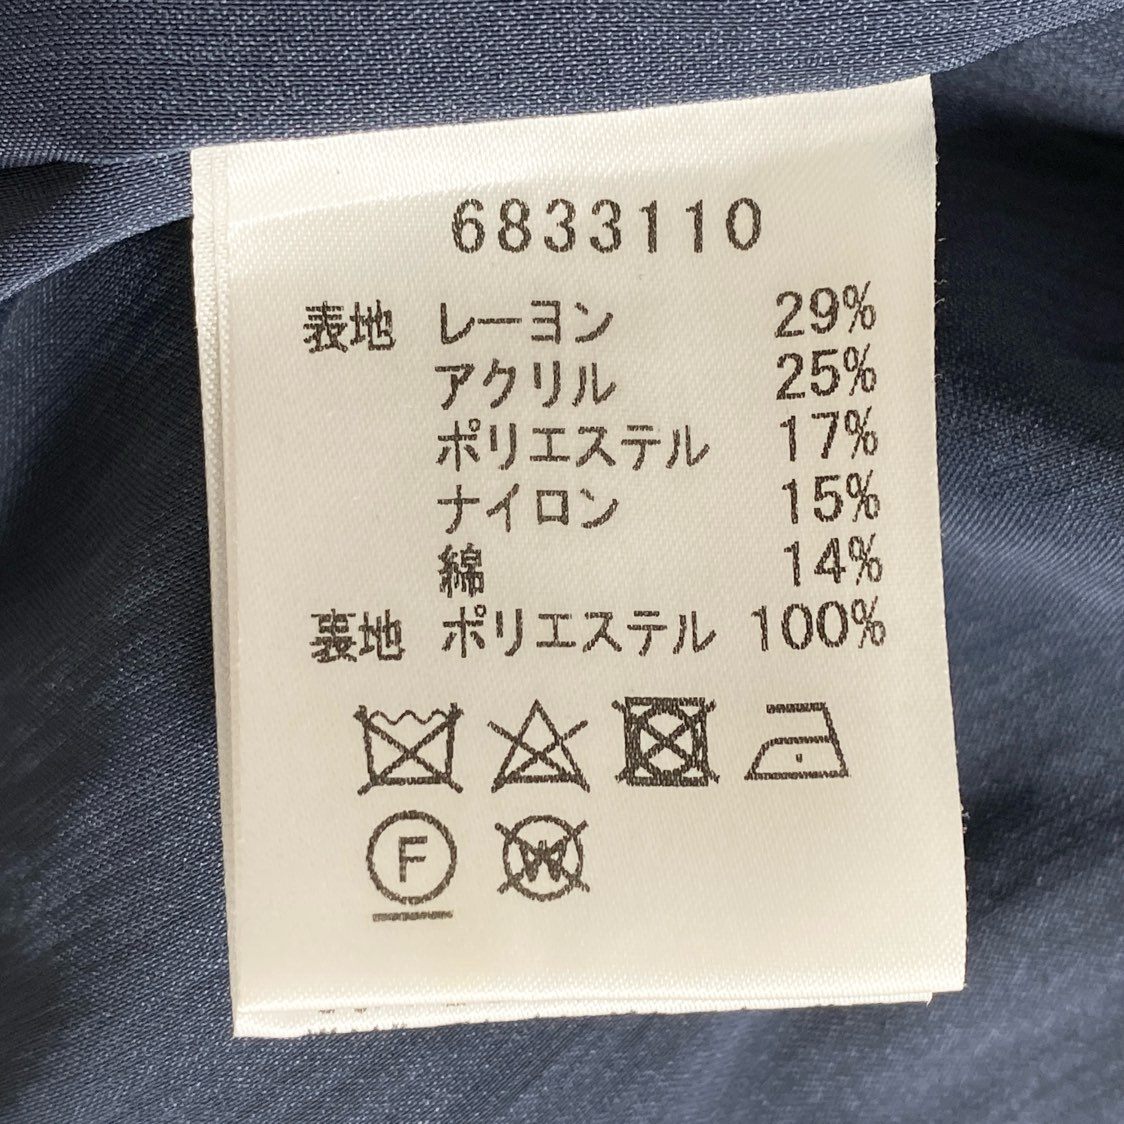 6833110
表地 レーヨン 29%
アクリル 25%
ポリエステル 17%
ナイロン 15%
綿 14%
裏地 ポリエステル 100%
F W